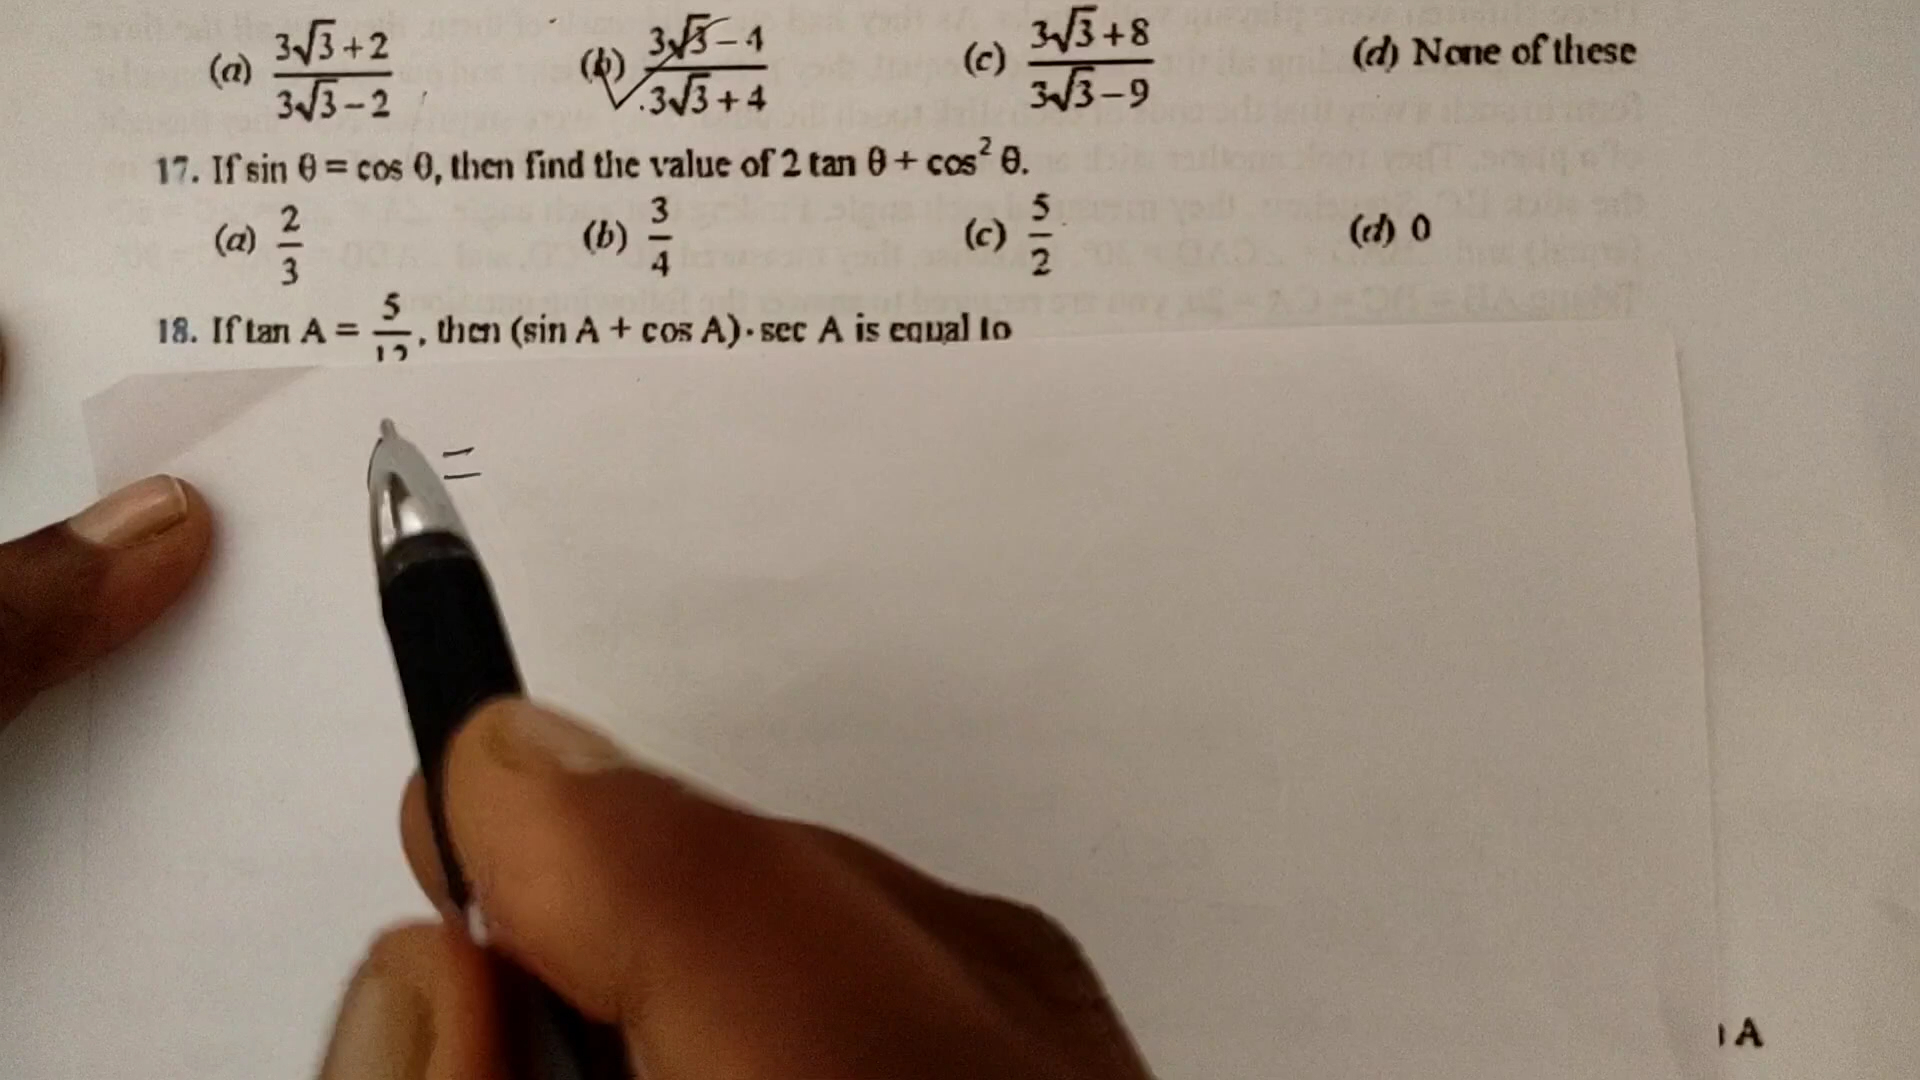 (a) 3√3+2 / 3√3-2 (b) 3√3-4 / 3√3+4 (c) 3√3+8 / 3√3-9 (d) None of these
17. If sin θ = cos θ, then find the value of 2 tan θ + cos² θ.
(a) 2/3 (b) 3/4 (c) 5/2 (d) 0
18. If tan A = 5/12, then (sin A + cos A)·sec A is equal to
=
A